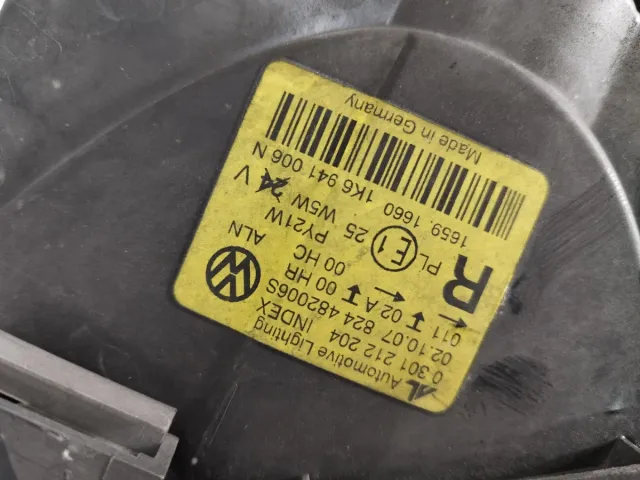 AL Automotive Lighting
0 301 212 204 INDEX
02.10.07 824 482006S
011 02 A 00 HR ALN
R PL E1 00 HC
25 PY21W
W5W 24 V
1659 1660 1K6 941 006 N
Made in Germany